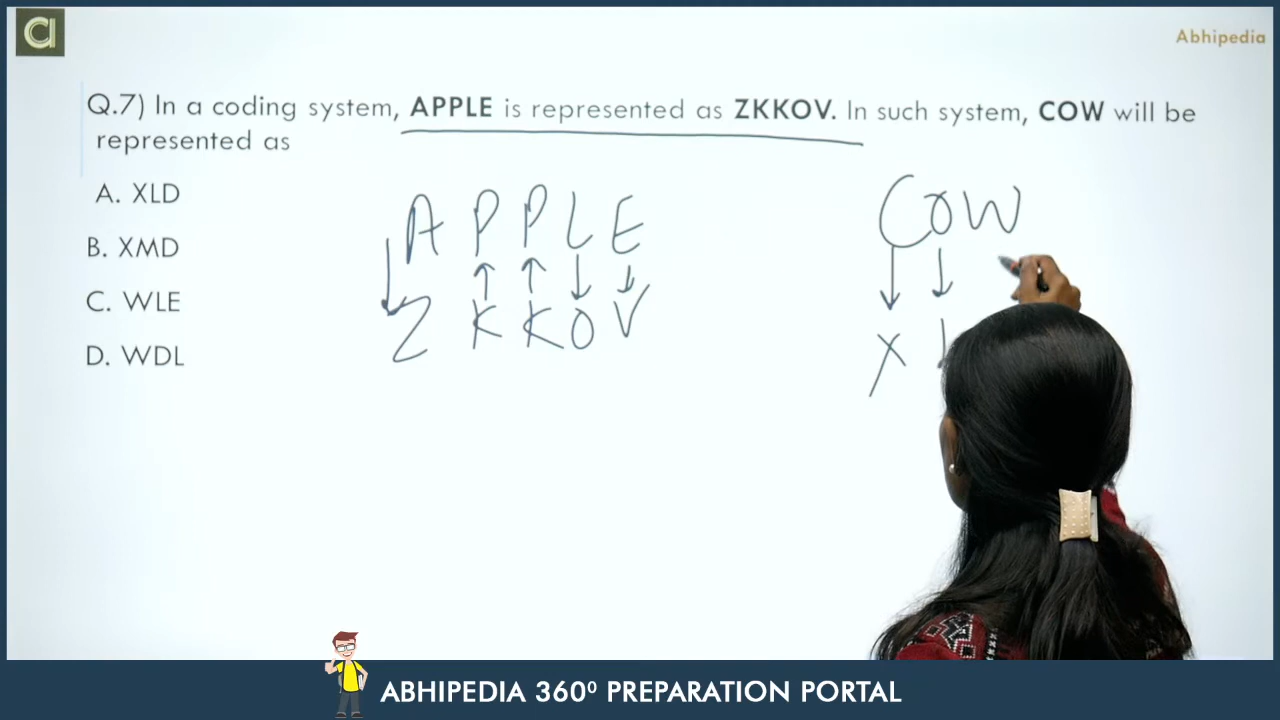 Abhipedia
Q.7) In a coding system, APPLE is represented as ZKKOV. In such system, COW will be
represented as
A. XLD
B. XMD
C. WLE
D. WDL
APPLE
ZKKOV
COW
X
ABHIPEDIA 360⁰ PREPARATION PORTAL